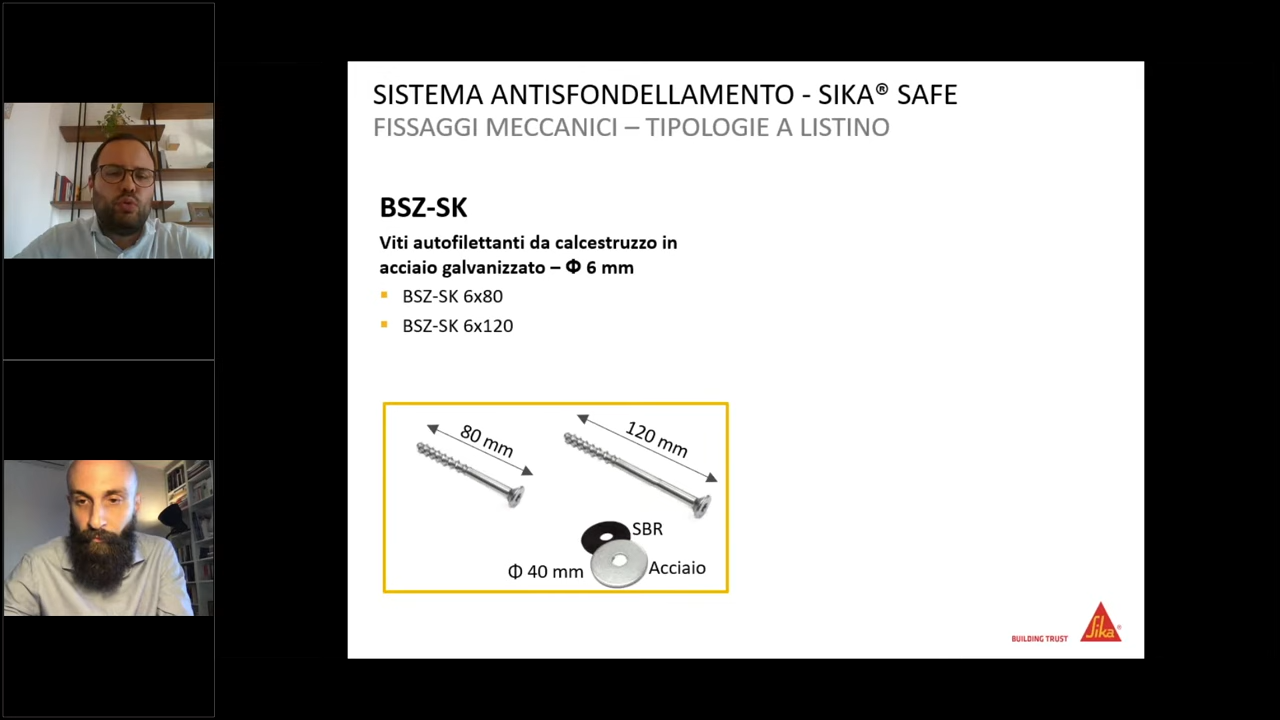 SISTEMA ANTISFONDELLAMENTO - SIKA® SAFE
FISSAGGI MECCANICI – TIPOLOGIE A LISTINO
BSZ-SK
Viti autofilettanti da calcestruzzo in
acciaio galvanizzato – Φ 6 mm
BSZ-SK 6x80
BSZ-SK 6x120
80 mm
120 mm
SBR
Φ 40 mm
Acciaio
BUILDING TRUST
Sika®